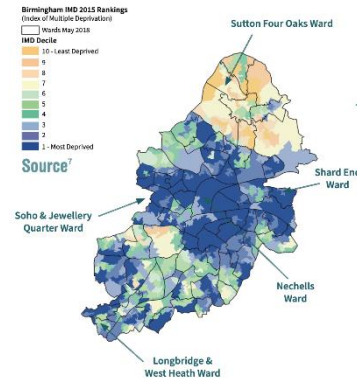 Birmingham IMD 2015 Rankings
(Index of Multiple Deprivation)
Wards May 2018
IMD Decile
10 - Least Deprived
9
8
7
6
5
4
3
2
1 - Most Deprived
Source7
Sutton Four Oaks Ward
Shard End
Ward
Soho & Jewellery
Quarter Ward
Nechells
Ward
Longbridge &
West Heath Ward